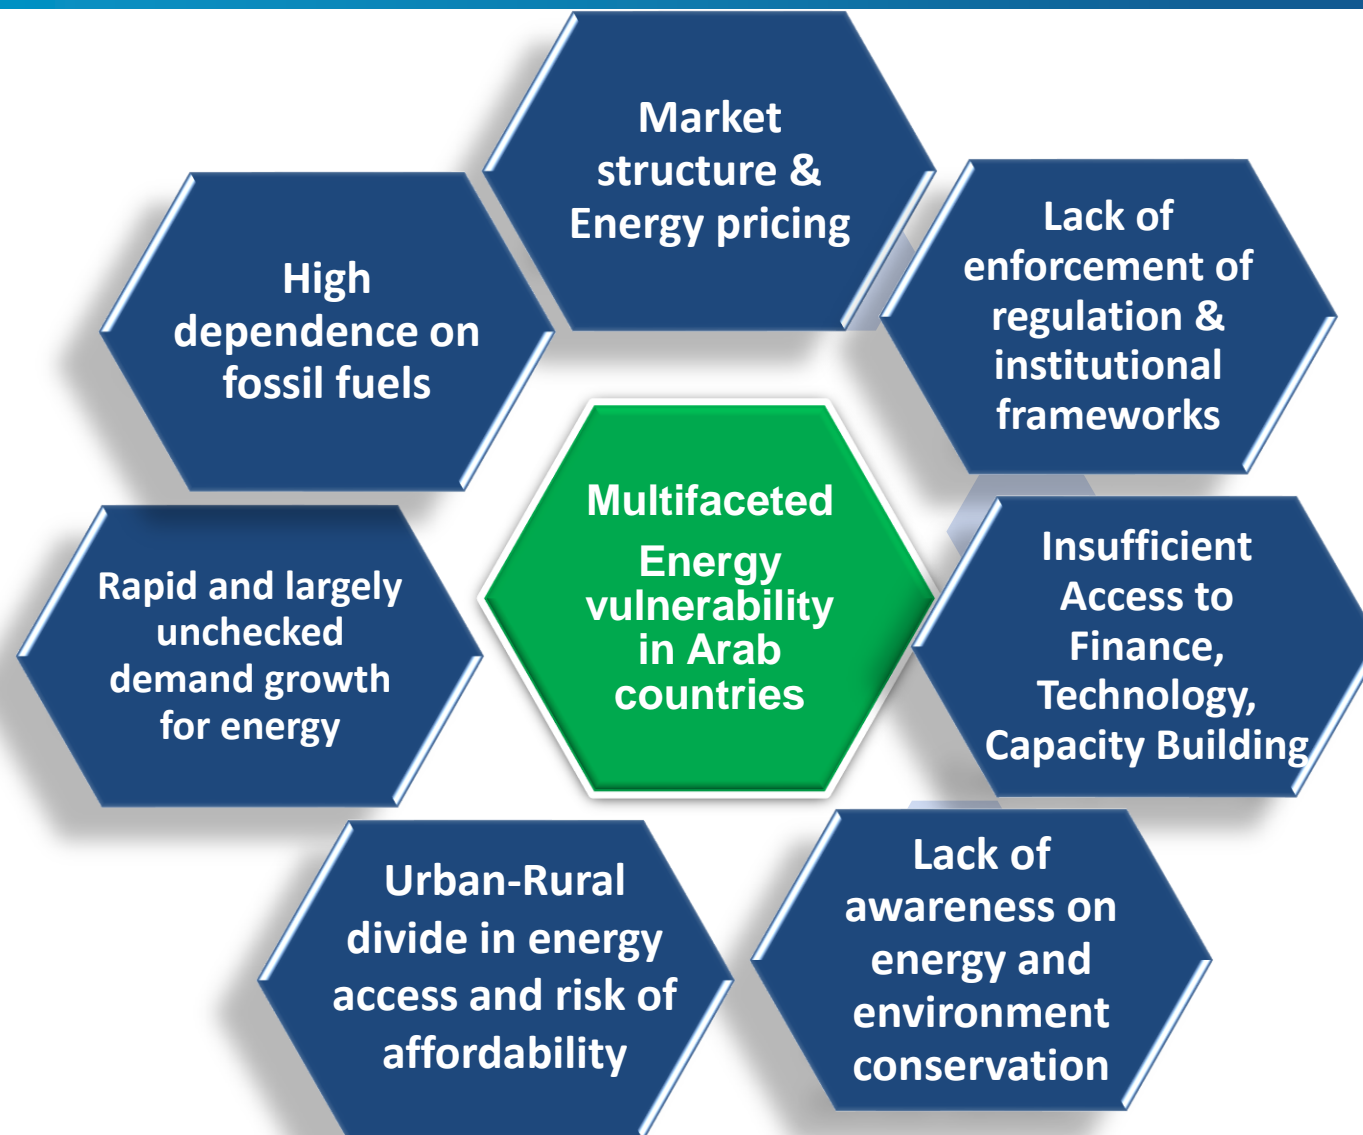 Market
structure &
Energy pricing
Lack of
enforcement of
regulation &
institutional
frameworks
High
dependence on
fossil fuels
Multifaceted
Energy
vulnerability
in Arab
countries
Insufficient
Access to
Finance,
Technology,
Capacity Building
Rapid and largely
unchecked
demand growth
for energy
Urban-Rural
divide in energy
access and risk of
affordability
Lack of
awareness on
energy and
environment
conservation